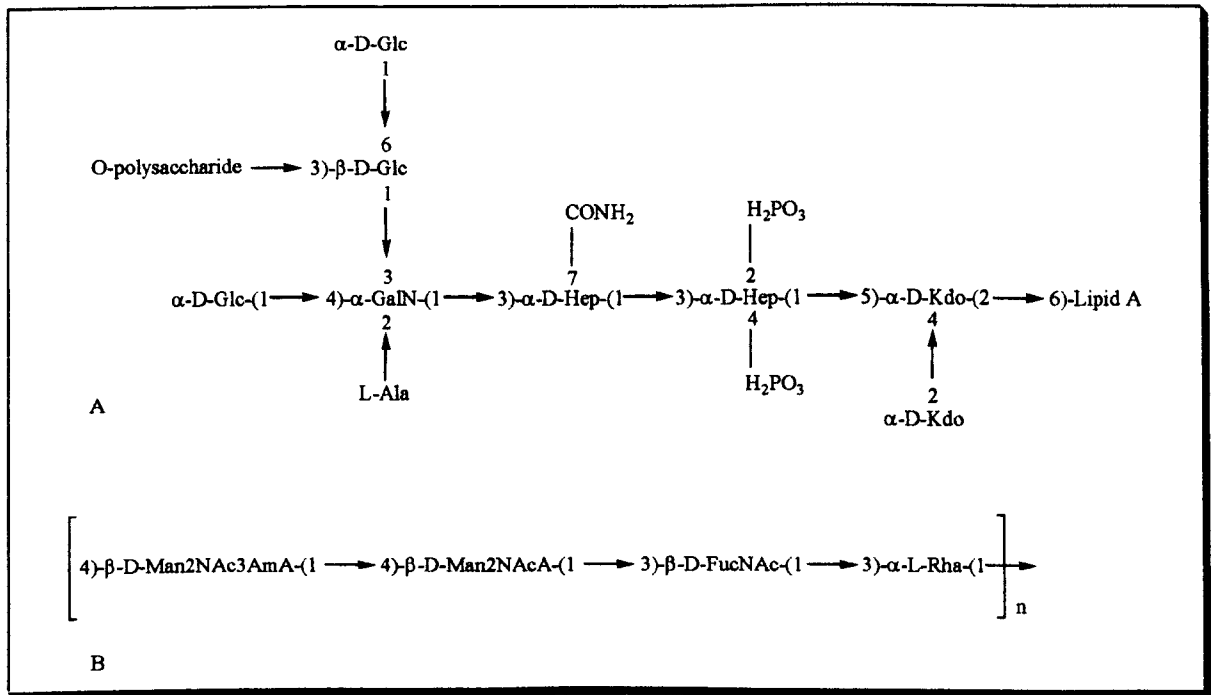 α-D-Glc
1
6
O-polysaccharide → 3)-β-D-Glc
1
CONH₂ H₂PO₃
3 7 2
α-D-Glc-(1 → 4)-α-GalN-(1 → 3)-α-D-Hep-(1 → 3)-α-D-Hep-(1 → 5)-α-D-Kdo-(2 → 6)-Lipid A
2 4 4
L-Ala H₂PO₃ 2
A α-D-Kdo
[4)-β-D-Man2NAc3AmA-(1 → 4)-β-D-Man2NAcA-(1 → 3)-β-D-FucNAc-(1 → 3)-α-L-Rha-(1 →]n
B